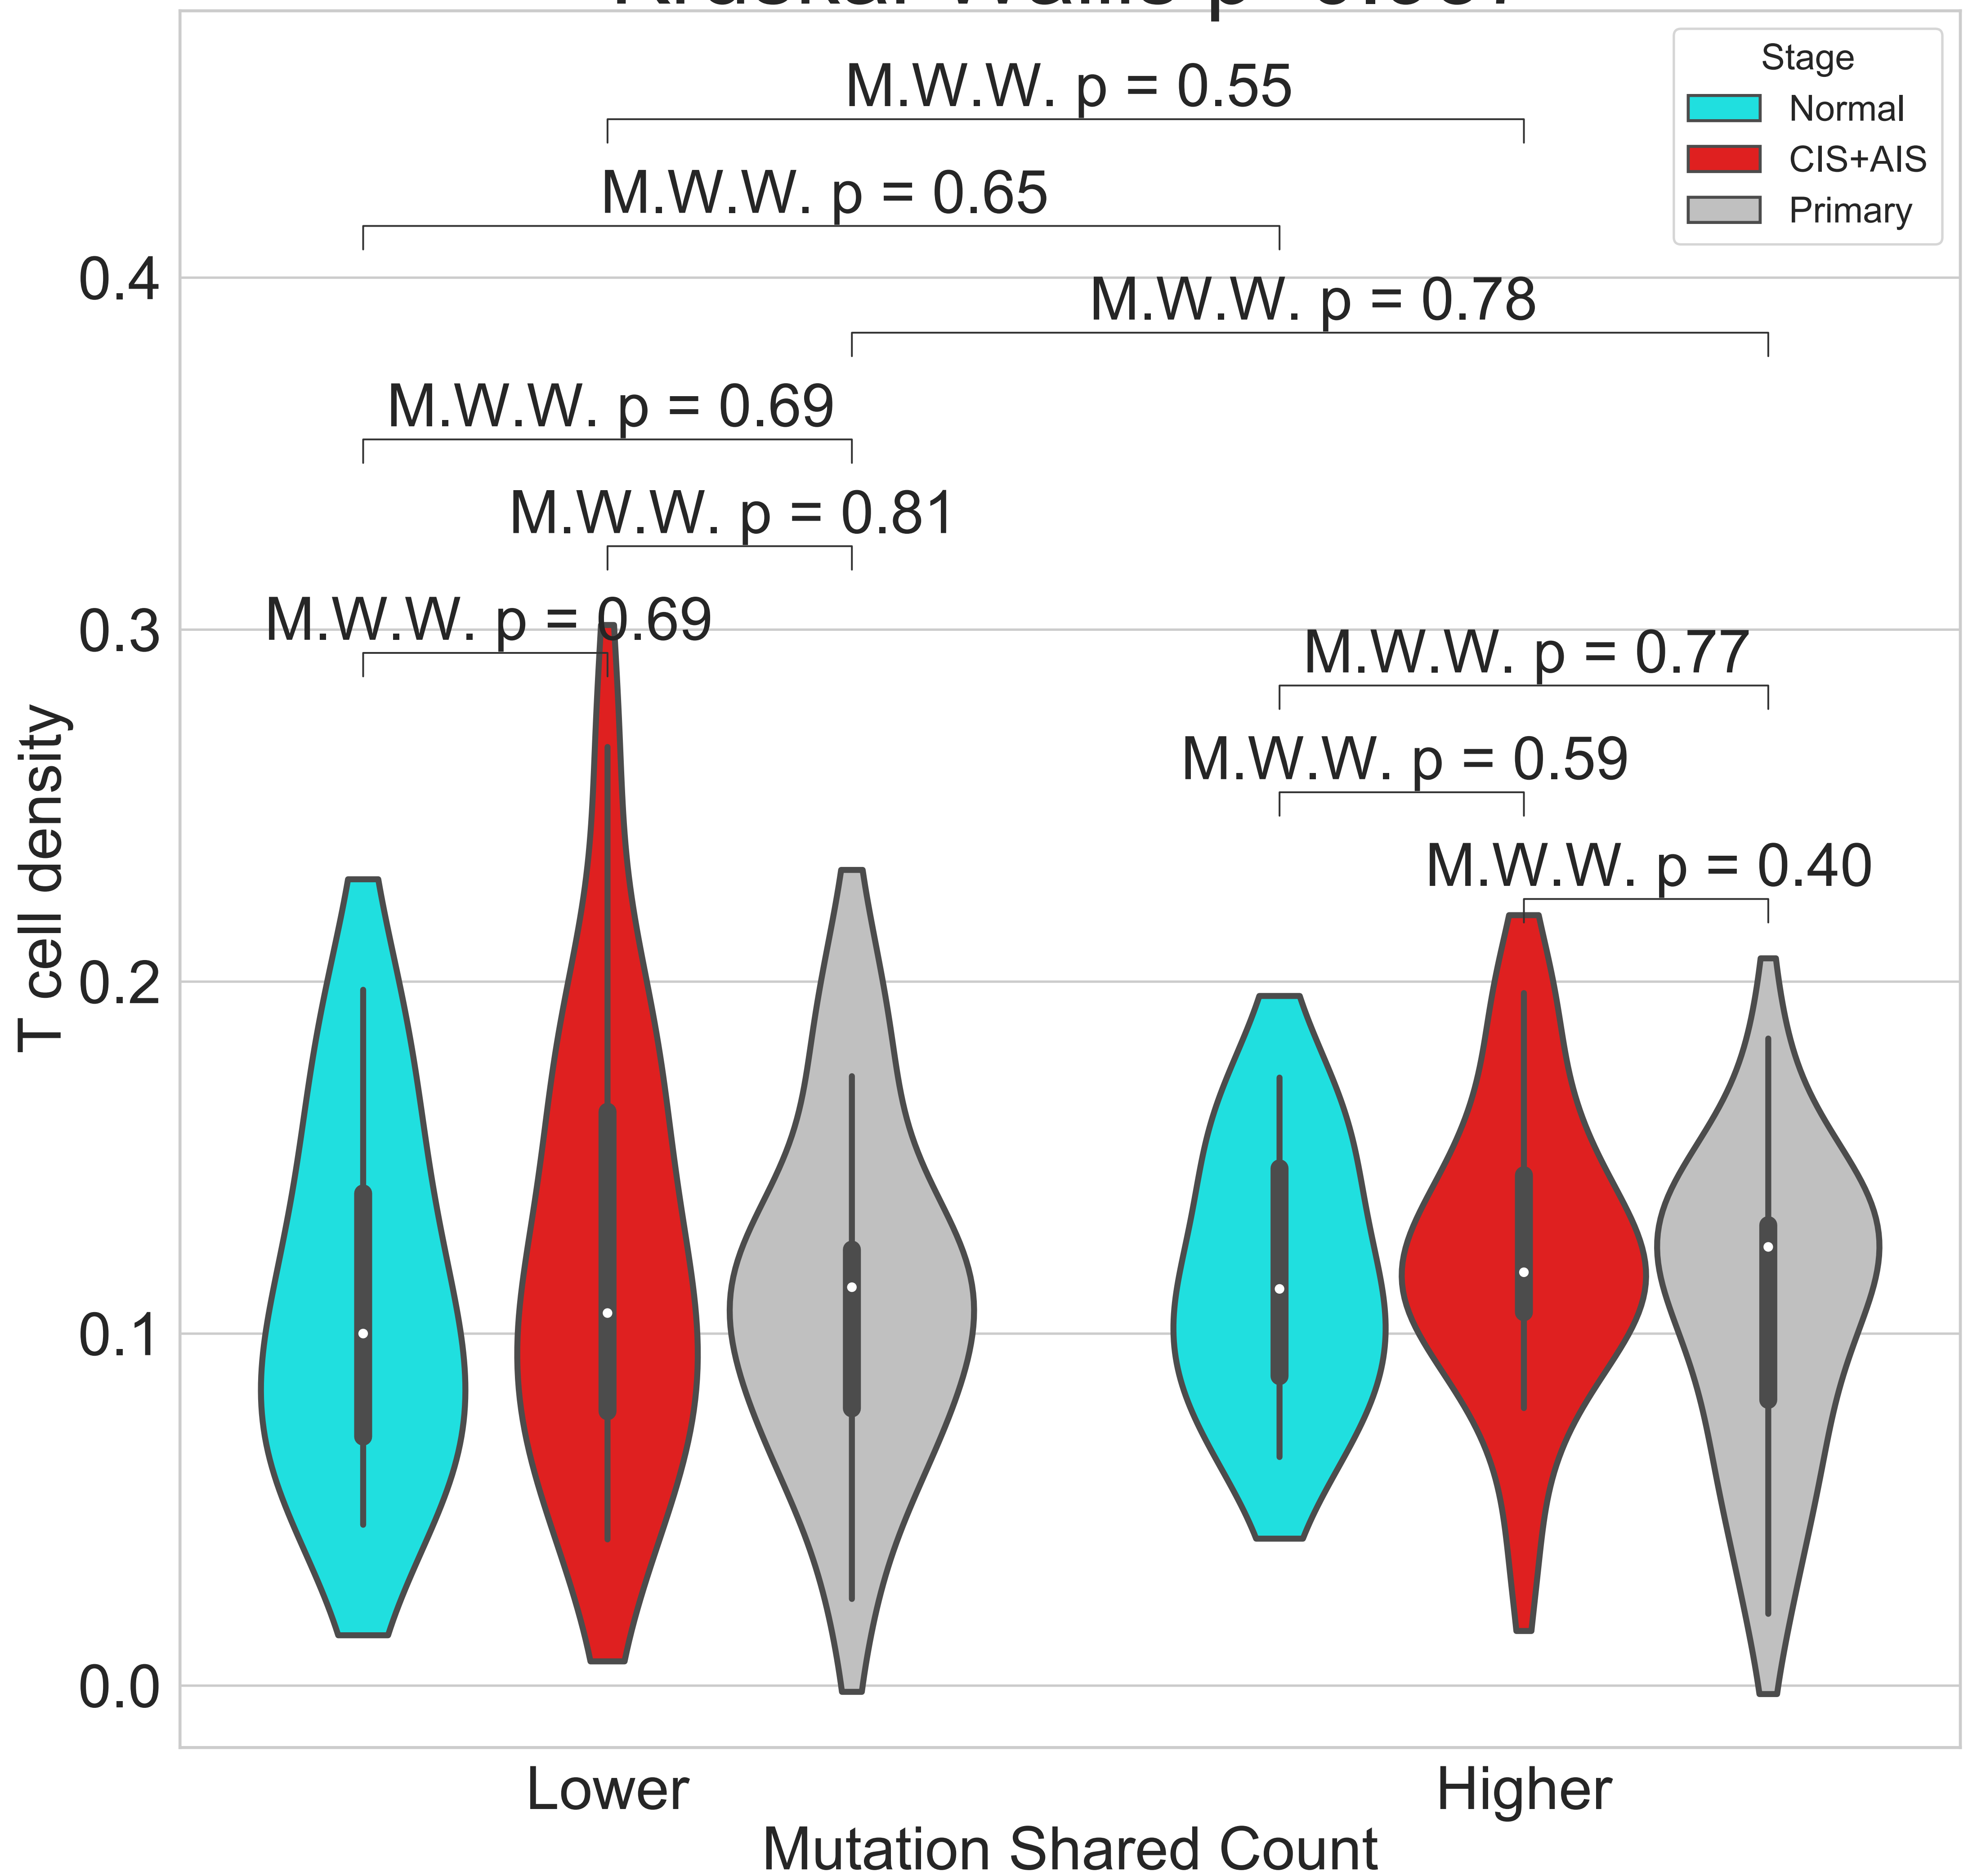 Stage
Normal
CIS+AIS
Primary
M.W.W. p = 0.55
M.W.W. p = 0.65
M.W.W. p = 0.78
M.W.W. p = 0.69
M.W.W. p = 0.81
M.W.W. p = 0.69
M.W.W. p = 0.77
M.W.W. p = 0.59
M.W.W. p = 0.40
T cell density
0.4
0.3
0.2
0.1
0.0
Lower
Higher
Mutation Shared Count